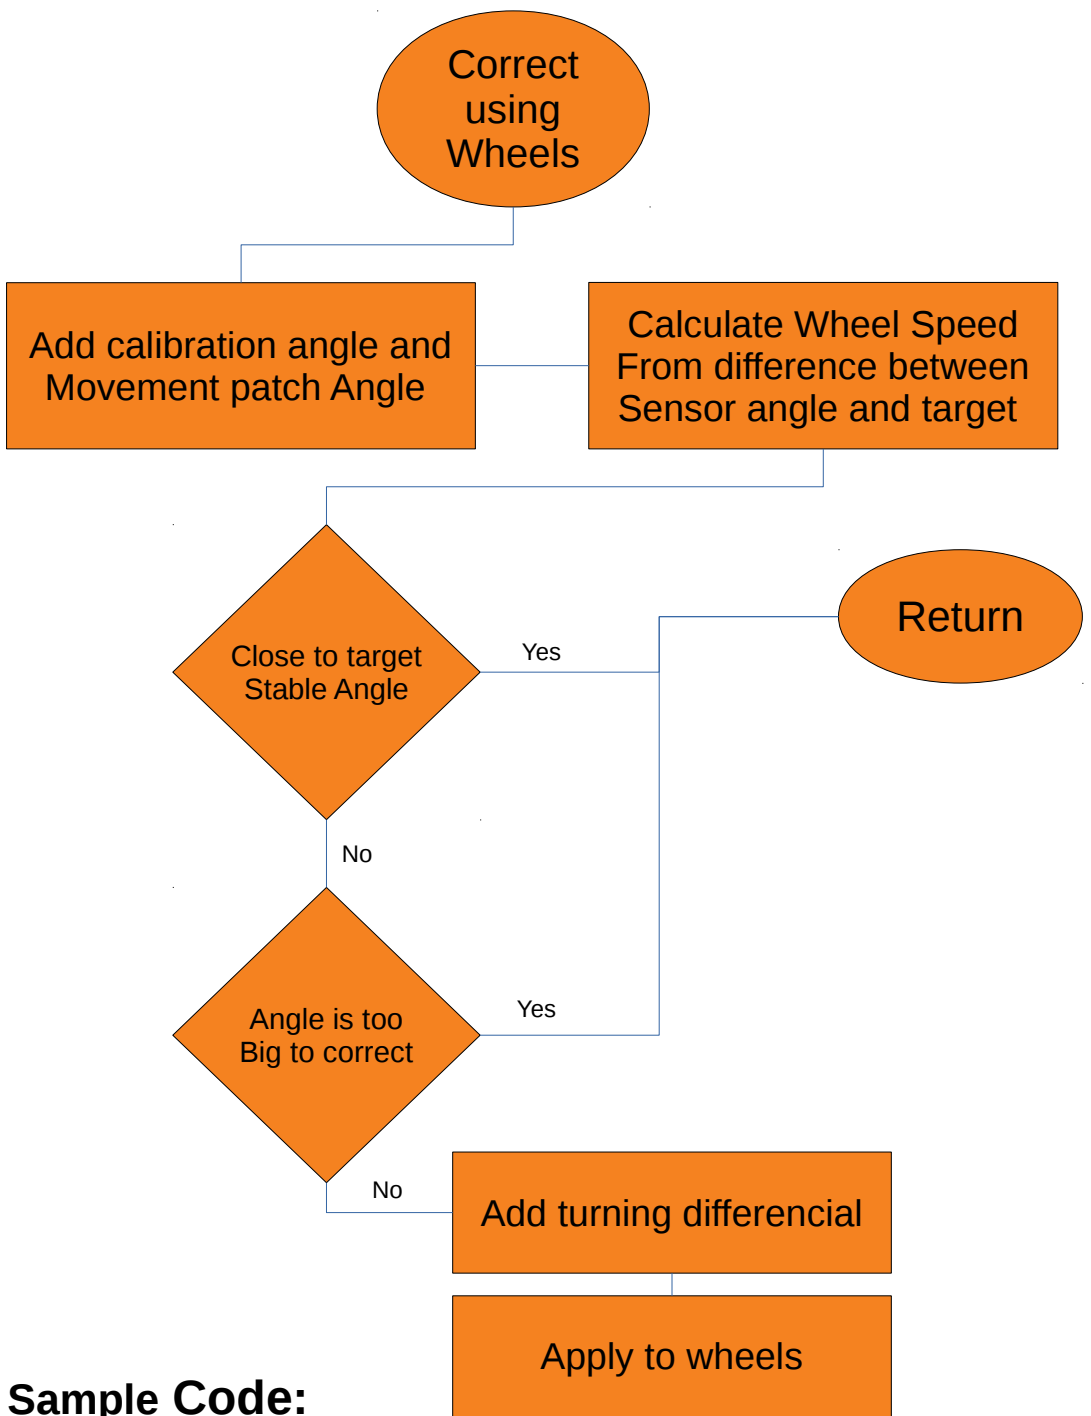 Correct
using
Wheels
Add calibration angle and
Movement patch Angle
Calculate Wheel Speed
From difference between
Sensor angle and target
Close to target
Stable Angle
Yes
Return
No
Angle is too
Big to correct
Yes
No
Add turning differencial
Apply to wheels
Sample Code: